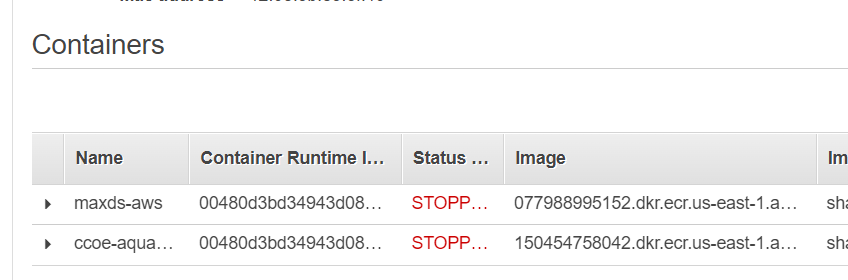 Containers
Name Container Runtime I... Status ... Image Im
maxds-aws 00480d3bd34943d08... STOPP... 077988995152.dkr.ecr.us-east-1.a... sha
ccoe-aqua... 00480d3bd34943d08... STOPP... 150454758042.dkr.ecr.us-east-1.a... sha